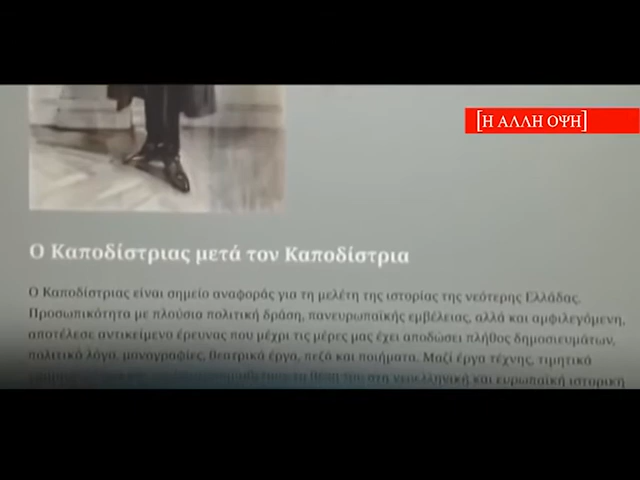 [Η ΑΛΛΗ ΟΨΗ]
Ο Καποδίστριας μετά τον Καποδίστρια
Ο Καποδίστριας είναι σημείο αναφοράς για τη μελέτη της ιστορίας της νεότερης Ελλάδας.
Προσωπικότητα με πλούσια πολιτική δράση, πανευρωπαϊκής εμβέλειας, αλλά και αμφιλεγόμενη,
αποτέλεσε αντικείμενο έρευνας που μέχρι τις μέρες μας έχει αποδώσει πλήθος δημοσιευμάτων,
πολιτικό λόγο, μονογραφίες, θεατρικά έργα, πεζά και ποιήματα. Μαζί έργα τέχνης, τιμητικά
τη θέση του στη νεοελληνική και ευρωπαϊκή ιστορική